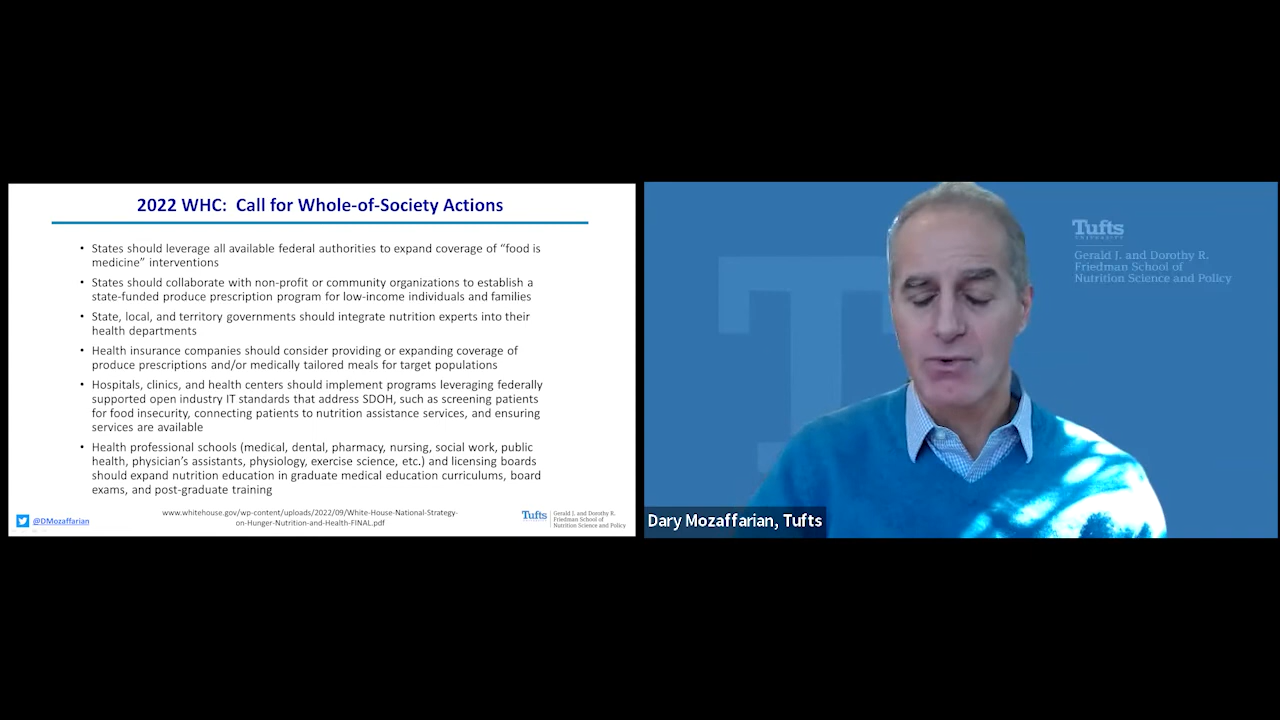 2022 WHC: Call for Whole-of-Society Actions
• States should leverage all available federal authorities to expand coverage of “food is
medicine” interventions
• States should collaborate with non-profit or community organizations to establish a
state-funded produce prescription program for low-income individuals and families
• State, local, and territory governments should integrate nutrition experts into their
health departments
• Health insurance companies should consider providing or expanding coverage of
produce prescriptions and/or medically tailored meals for target populations
• Hospitals, clinics, and health centers should implement programs leveraging federally
supported open industry IT standards that address SDOH, such as screening patients
for food insecurity, connecting patients to nutrition assistance services, and ensuring
services are available
• Health professional schools (medical, dental, pharmacy, nursing, social work, public
health, physician’s assistants, physiology, exercise science, etc.) and licensing boards
should expand nutrition education in graduate medical education curriculums, board
exams, and post-graduate training
@DMozaffarian
www.whitehouse.gov/wp-content/uploads/2022/09/White-House-National-Strategy-
on-Hunger-Nutrition-and-Health-FINAL.pdf
Tufts
Gerald J. and Dorothy R.
Friedman School of
Nutrition Science and Policy
Tufts
UNIVERSITY
Gerald J. and Dorothy R.
Friedman School of
Nutrition Science and Policy
Dary Mozaffarian, Tufts